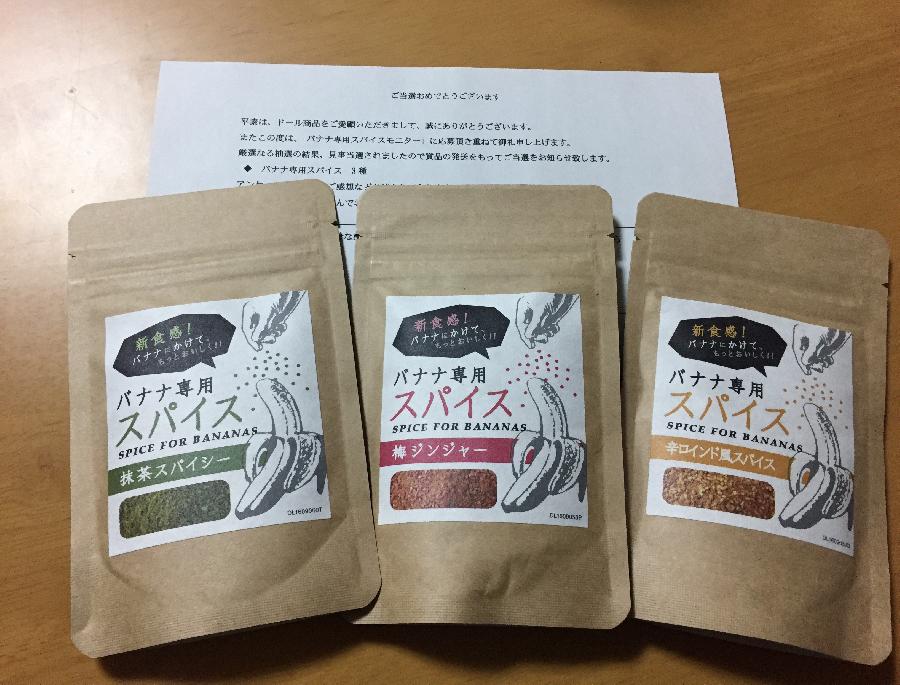 ご当選おめでとうございます
平素は、ドール商品をご愛顧いただきまして、誠にありがとうございます。
またこの度は、「バナナ専用スパイスモニター」に応募頂き重ねて御礼申し上げます。
厳選なる抽選の結果、見事当選されましたので賞品の発送をもってご当選をお知らせ致します。
◆ バナナ専用スパイス 3種
新食感！
バナナにかけて、
もっとおいしく!!
バナナ専用
スパイス
SPICE FOR BANANAS
抹茶スパイシー
新食感！
バナナにかけて、
もっとおいしく!!
バナナ専用
スパイス
SPICE FOR BANANAS
梅ジンジャー
新食感！
バナナにかけて、
もっとおいしく!!
バナナ専用
スパイス
SPICE FOR BANANAS
辛口インド風スパイス